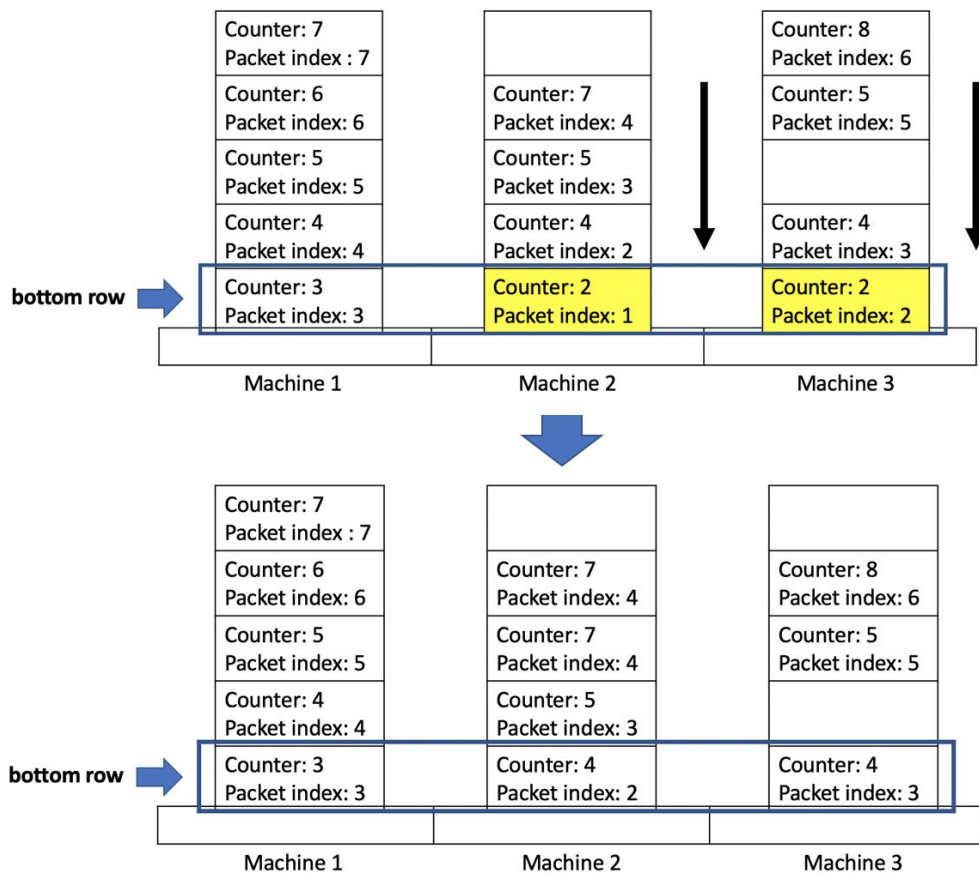 Counter: 7
Packet index : 7
Counter: 6
Packet index: 6
Counter: 5
Packet index: 5
Counter: 4
Packet index: 4
Counter: 3
Packet index: 3
Counter: 7
Packet index: 4
Counter: 5
Packet index: 3
Counter: 4
Packet index: 2
Counter: 2
Packet index: 1
Counter: 8
Packet index: 6
Counter: 5
Packet index: 5
Counter: 4
Packet index: 3
Counter: 2
Packet index: 2
bottom row
Machine 1
Machine 2
Machine 3
Counter: 7
Packet index : 7
Counter: 6
Packet index: 6
Counter: 5
Packet index: 5
Counter: 4
Packet index: 4
Counter: 3
Packet index: 3
Counter: 7
Packet index: 4
Counter: 7
Packet index: 4
Counter: 5
Packet index: 3
Counter: 4
Packet index: 2
Counter: 8
Packet index: 6
Counter: 5
Packet index: 5
Counter: 4
Packet index: 3
bottom row
Machine 1
Machine 2
Machine 3